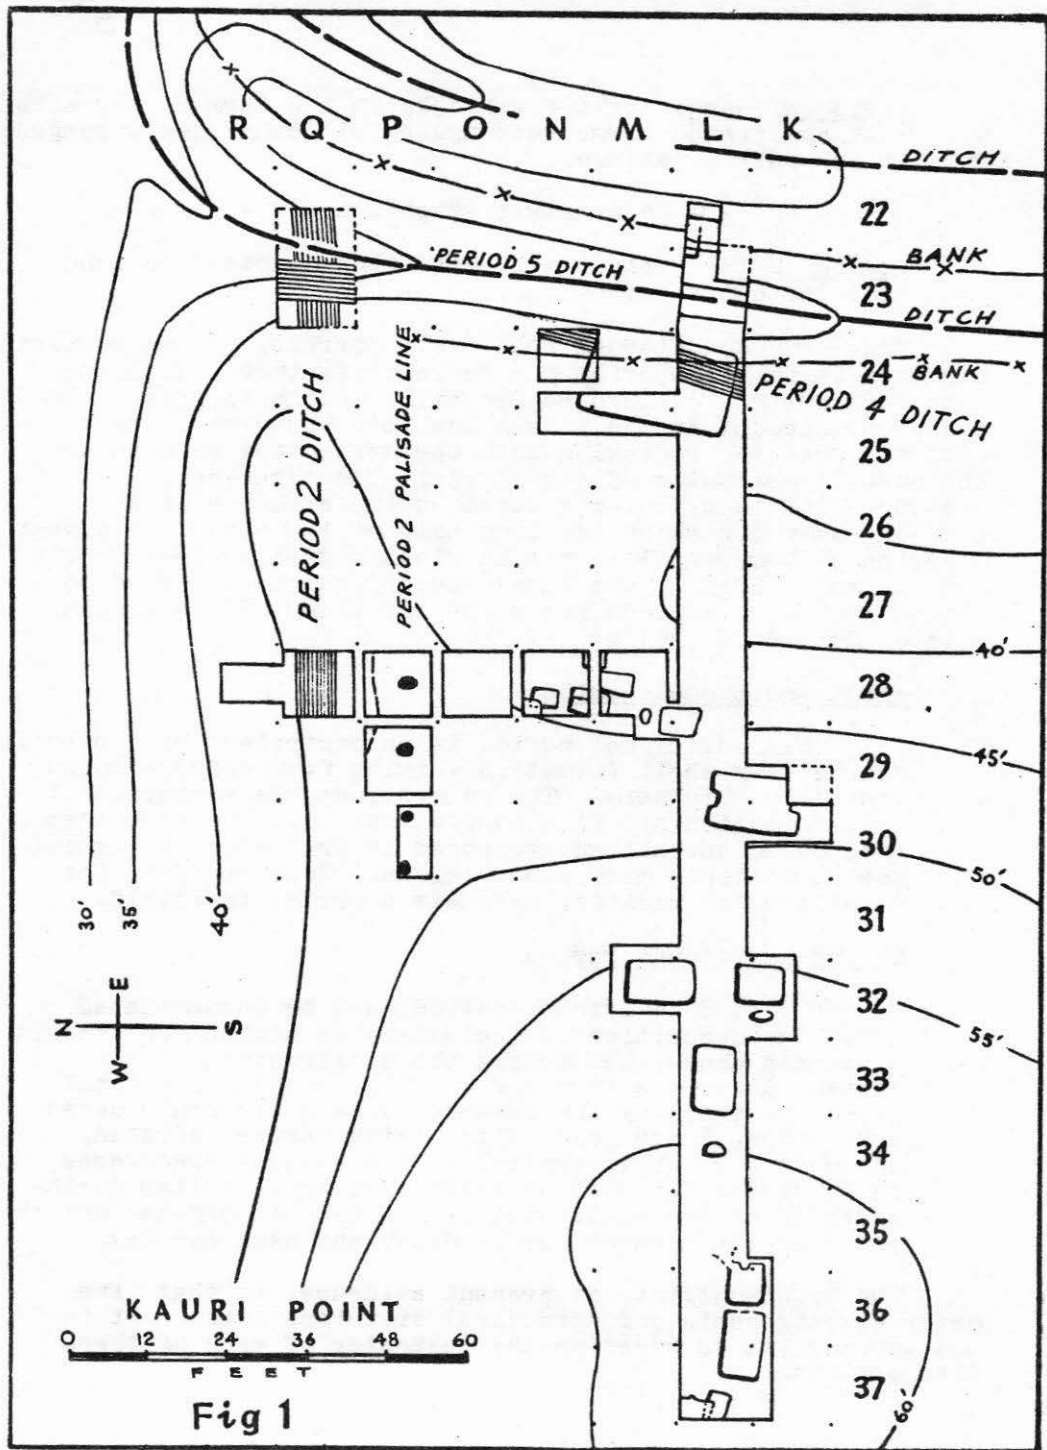 R Q P O N M L K
DITCH
22
BANK
PERIOD 5 DITCH
23
DITCH
24
BANK
PERIOD 4 DITCH
PERIOD 2 DITCH
PERIOD 2 PALISADE LINE
25
26
27
40'
28
45'
29
30
50'
30'
35'
40'
31
32
55'
N E S W
33
34
35
36
37
60'
KAURI POINT
0 12 24 36 48 60
FEET
Fig 1